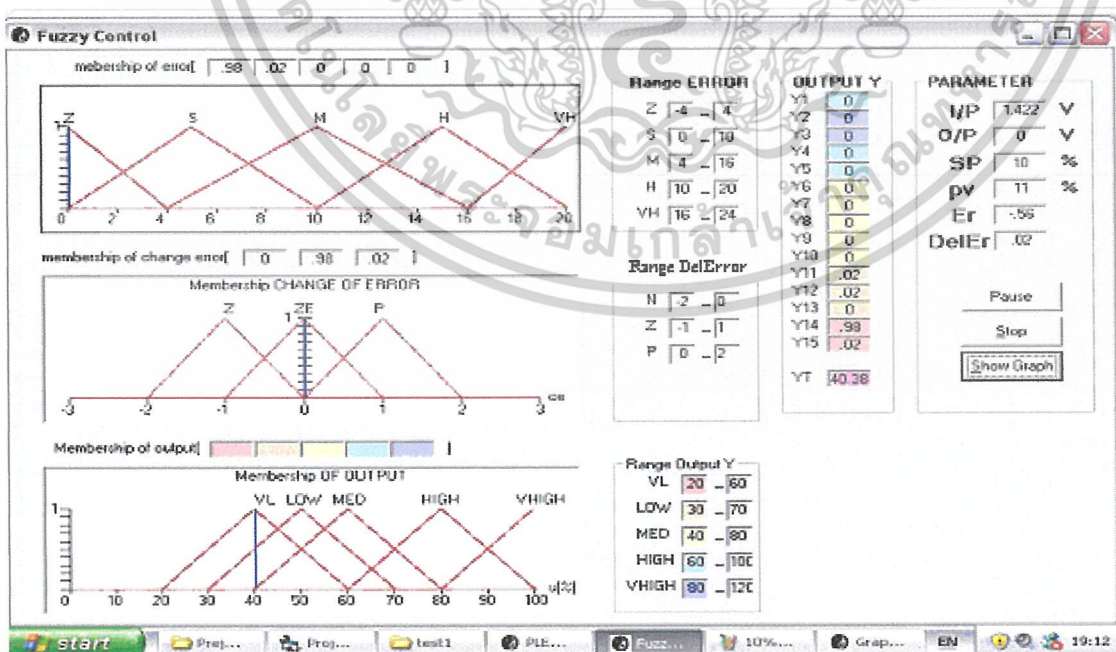 Fuzzy Control
mebership of error[ .98 .02 0 0 0 ]
Z S M H VH
1
0 2 4 6 8 10 12 14 16 18 20
membership of change error[ 0 .98 .02 ]
Membership CHANGE OF ERROR
Z ZE P
1
-3 -2 -1 0 1 2 3 ce
Membership of output[ ]
Membership OF OUTPUT
VL LOW MED HIGH VHIGH
1
0 10 20 30 40 50 60 70 80 90 100 u[%]
Range ERROR
Z -4 _ 4
S 0 _ 10
M 4 _ 16
H 10 _ 20
VH 16 _ 24
Range DelError
N -2 _ 0
Z -1 _ 1
P 0 _ 2
Range Output Y
VL 20 _ 60
LOW 30 _ 70
MED 40 _ 80
HIGH 60 _ 100
VHIGH 80 _ 120
OUTPUT Y
Y1 0
Y2 0
Y3 0
Y4 0
Y5 0
Y6 0
Y7 0
Y8 0
Y9 0
Y10 0
Y11 .02
Y12 .02
Y13 0
Y14 .98
Y15 .02
YT 40.38
PARAMETER
I/P 1.422 V
O/P 0 V
SP 10 %
pv 11 %
Er -.56
DelEr .02
Pause
Stop
Show Graph
start Proj... Proj... test1 PLE... Fuzz... 10%... Grap... EN 19:12